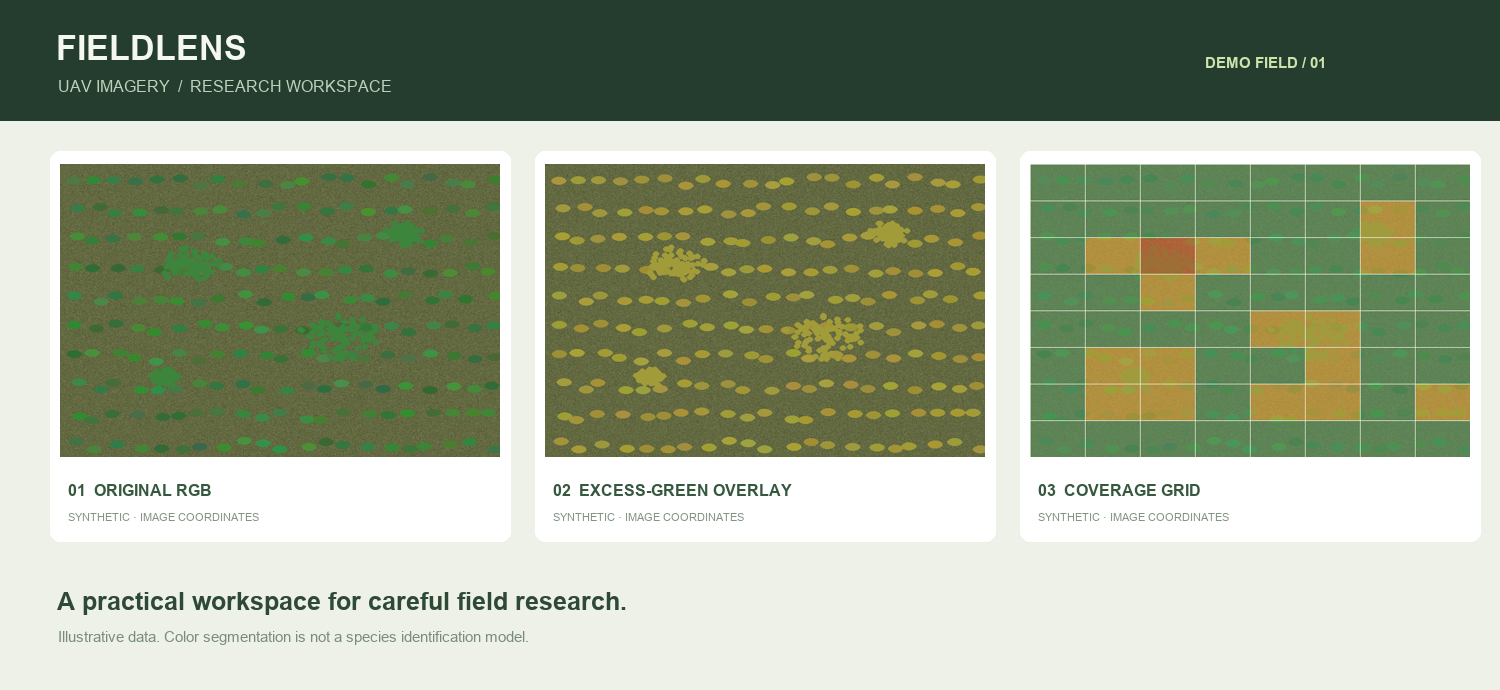 FIELDLENS
UAV IMAGERY / RESEARCH WORKSPACE
DEMO FIELD / 01
01 ORIGINAL RGB
SYNTHETIC · IMAGE COORDINATES
02 EXCESS-GREEN OVERLAY
SYNTHETIC · IMAGE COORDINATES
03 COVERAGE GRID
SYNTHETIC · IMAGE COORDINATES
A practical workspace for careful field research.
Illustrative data. Color segmentation is not a species identification model.